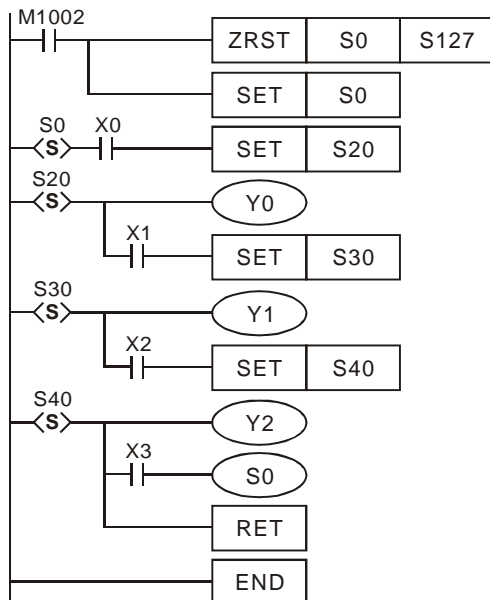 M1002
ZRST S0 S127
SET S0
S0 X0
S SET S20
S20
S Y0
X1
SET S30
S30
S Y1
X2
SET S40
S40
S Y2
X3
S0
RET
END